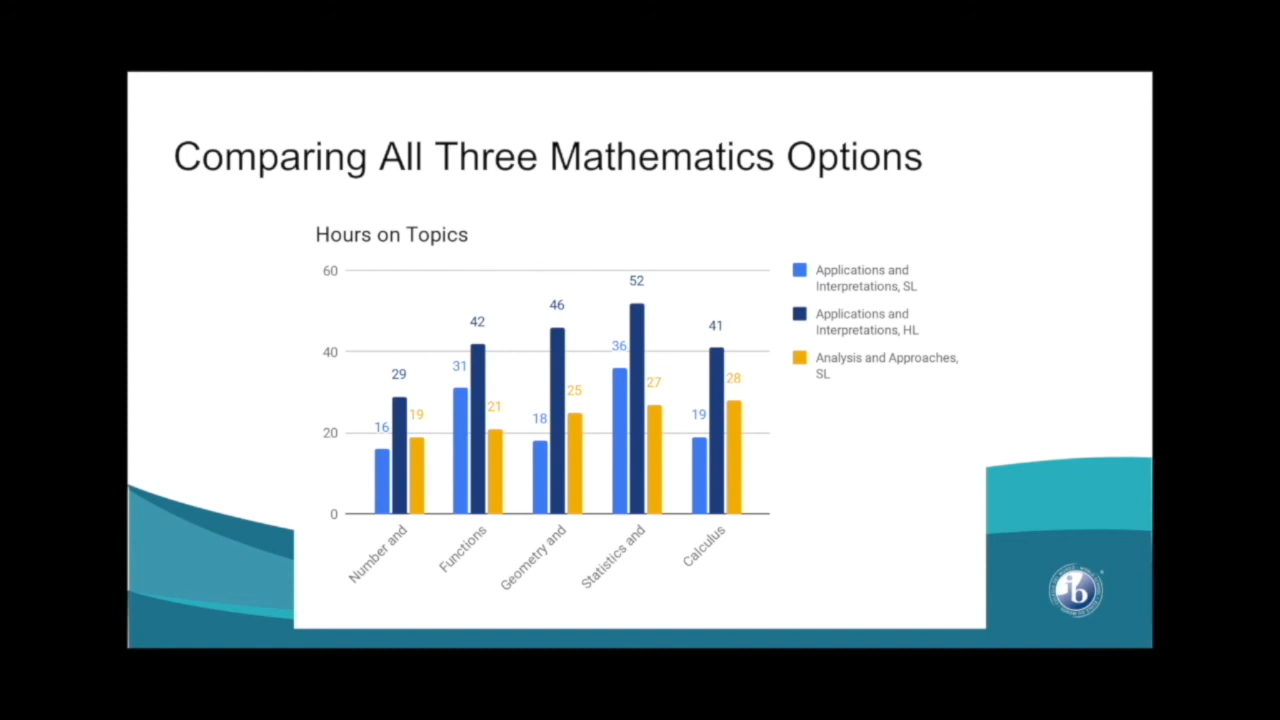 Comparing All Three Mathematics Options
Hours on Topics
60
40
20
0
16
29
19
31
42
21
18
46
25
36
52
27
19
41
28
Number and
Functions
Geometry and
Statistics and
Calculus
Applications and
Interpretations, SL
Applications and
Interpretations, HL
Analysis and Approaches,
SL
ib